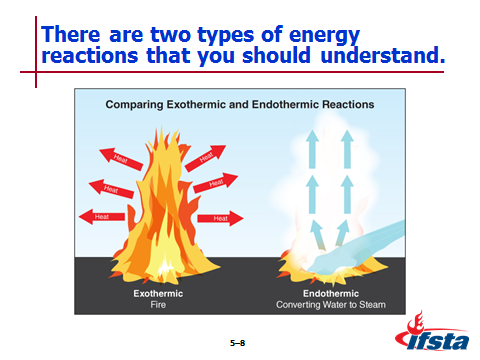 There are two types of energy
reactions that you should understand.
Comparing Exothermic and Endothermic Reactions
Heat
Heat
Heat
Heat
Heat
Heat
Exothermic
Fire
Endothermic
Converting Water to Steam
5–8
ifsta